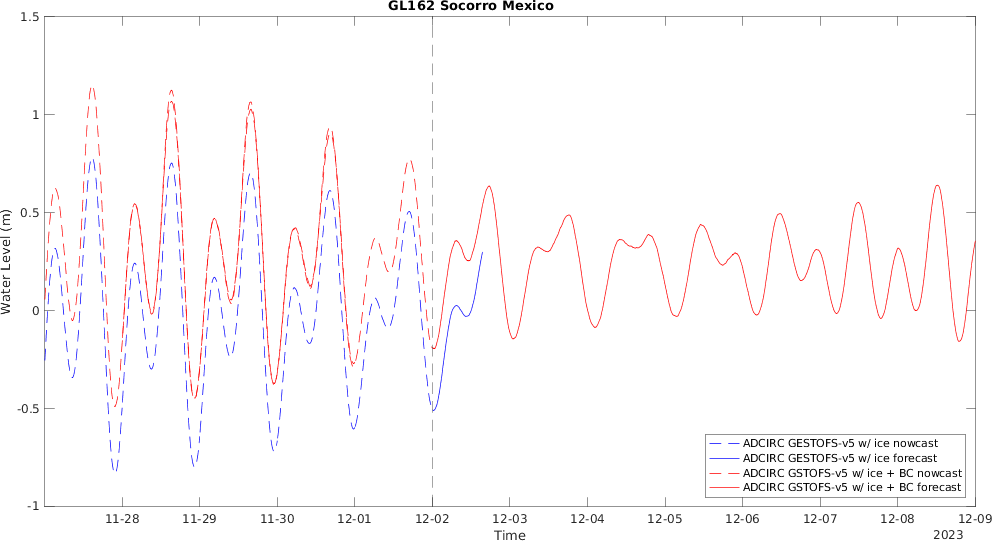 GL162 Socorro Mexico
1.5
1
0.5
0
-0.5
-1
Water Level (m)
11-28 11-29 11-30 12-01 12-02 12-03 12-04 12-05 12-06 12-07 12-08 12-09
Time
2023
ADCIRC GESTOFS-v5 w/ ice nowcast
ADCIRC GESTOFS-v5 w/ ice forecast
ADCIRC GSTOFS-v5 w/ ice + BC nowcast
ADCIRC GSTOFS-v5 w/ ice + BC forecast